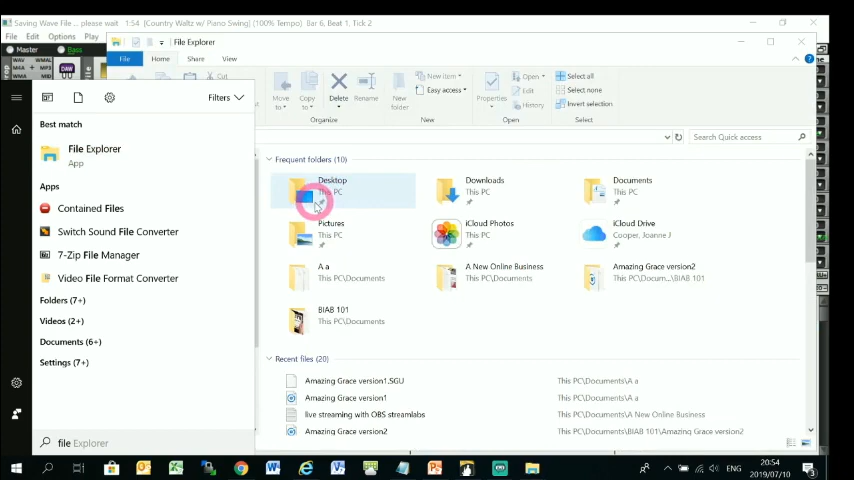 Saving Wave File ... please wait 1:54 [Country Waltz w/ Piano Swing] (100% Tempo) Bar 6, Beat 1, Tick 2
File Edit Options Play
Master Bass
WAV WMAL
M4A MP3
DAW
File Explorer
File Home Share View
Cut
Move to Copy to Delete Rename New folder New item Easy access Properties Open Edit History Select all Select none Invert selection
Organize New Open Select
Search Quick access
Filters
Best match
File Explorer
App
Apps
Contained Files
Switch Sound File Converter
7-Zip File Manager
Video File Format Converter
Folders (7+)
Videos (2+)
Documents (6+)
Settings (7+)
file Explorer
Frequent folders (10)
Desktop
This PC
Downloads
This PC
Documents
This PC
Pictures
This PC
iCloud Photos
This PC
iCloud Drive
Cooper, Joanne J
A a
This PC\Documents
A New Online Business
This PC\Documents
Amazing Grace version2
This PC\Docum...\BIAB 101
BIAB 101
This PC\Documents
Recent files (20)
Amazing Grace version1.SGU This PC\Documents\A a
Amazing Grace version1 This PC\Documents\A a
live streaming with OBS streamlabs This PC\Documents\A New Online Business
Amazing Grace version2 This PC\Documents\BIAB 101\Amazing Grace version2
ENG
20:54
2019/07/10
3